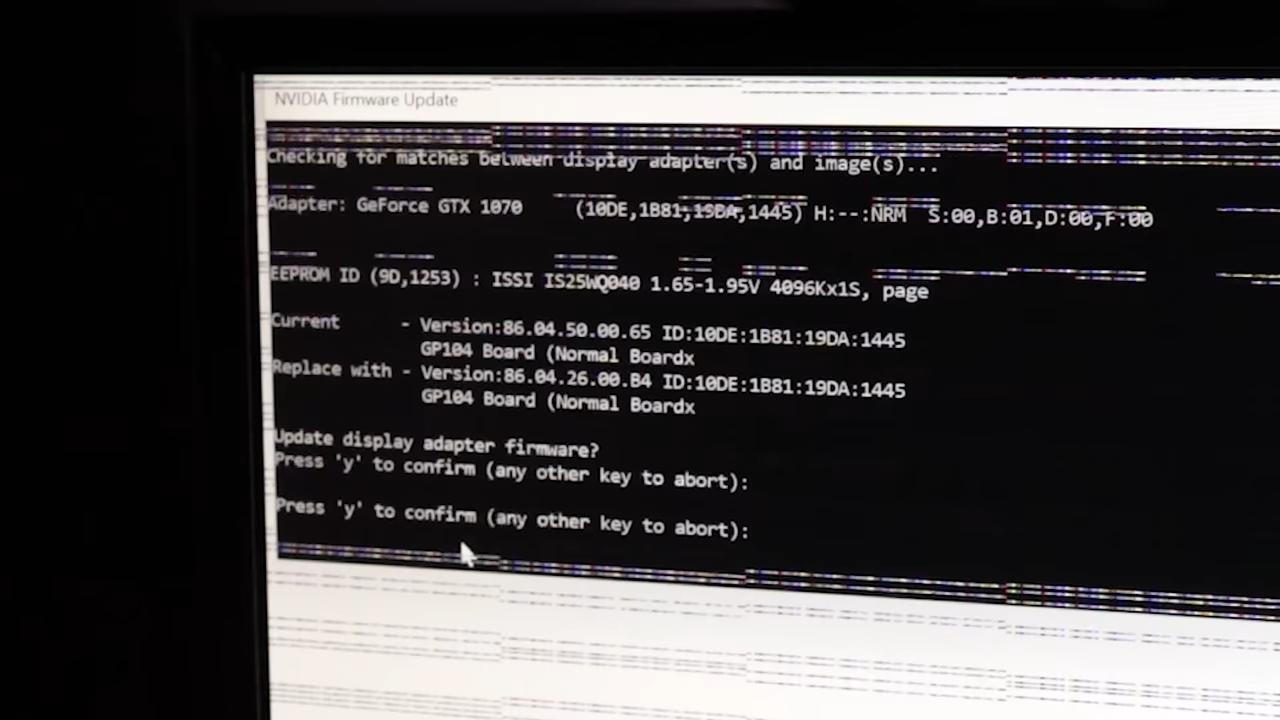 NVIDIA Firmware Update
Checking for matches between display adapter(s) and image(s)...
Adapter: GeForce GTX 1070 (10DE,1B81,19DA,1445) H:--:NRM S:00,B:01,D:00,F:00
EEPROM ID (9D,1253) : ISSI IS25WQ040 1.65-1.95V 4096Kx1S, page
Current - Version:86.04.50.00.65 ID:10DE:1B81:19DA:1445
GP104 Board (Normal Boardx
Replace with - Version:86.04.26.00.B4 ID:10DE:1B81:19DA:1445
GP104 Board (Normal Boardx
Update display adapter firmware?
Press 'y' to confirm (any other key to abort):
Press 'y' to confirm (any other key to abort):